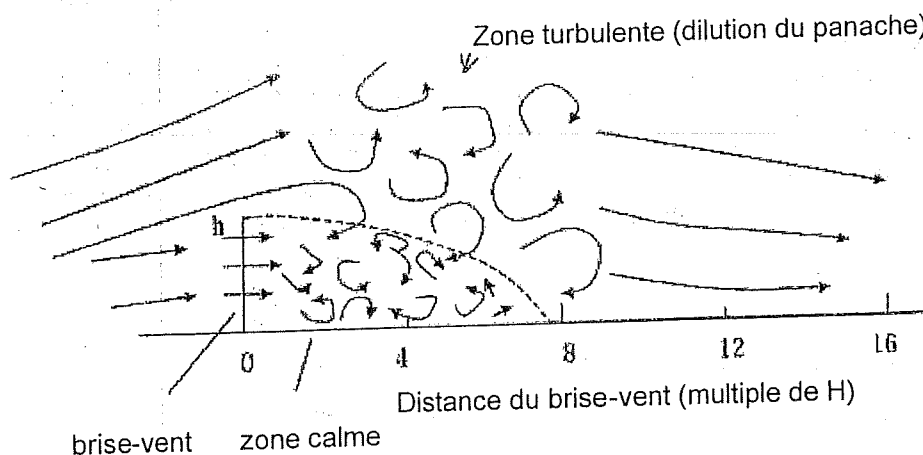 Zone turbulente (dilution du panache)
h
0 4 8 12 16
Distance du brise-vent (multiple de H)
brise-vent zone calme